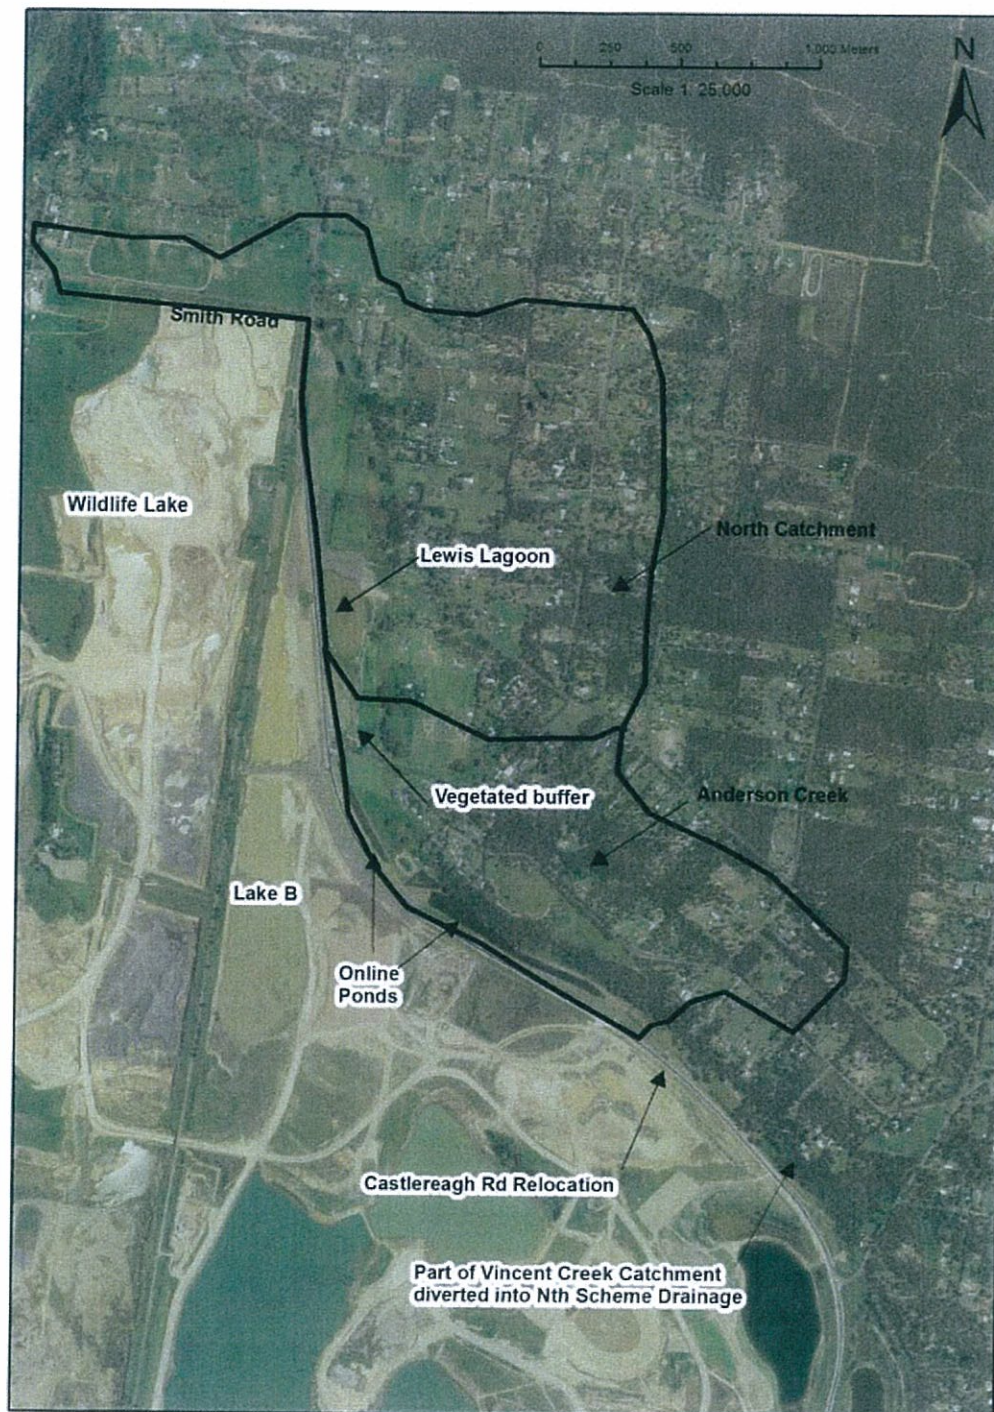 0 250 500 1,000 Meters
N
Scale 1: 25,000
Smith Road
Wildlife Lake
North Catchment
Lewis Lagoon
Vegetated buffer
Anderson Creek
Lake B
Online
Ponds
Castlereagh Rd Relocation
Part of Vincent Creek Catchment
diverted into Nth Scheme Drainage